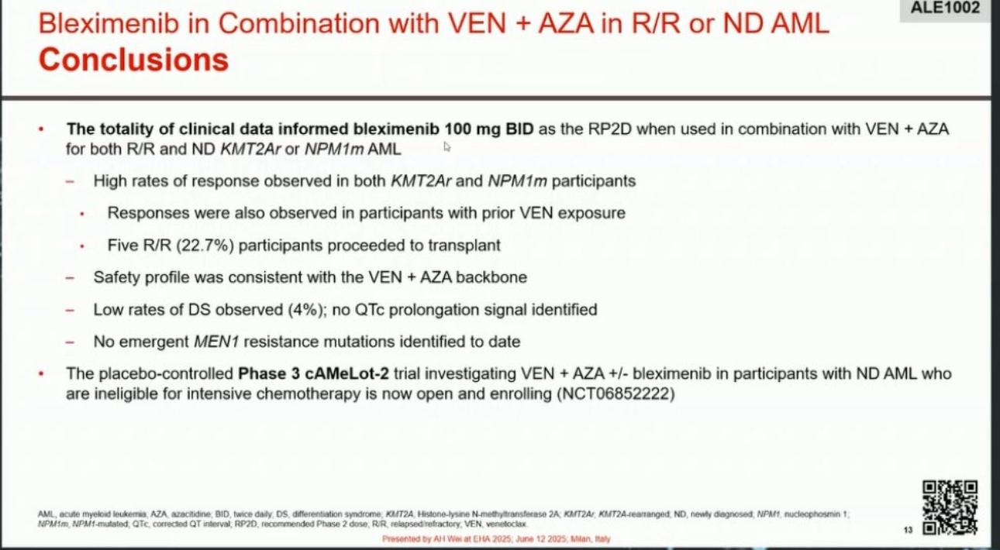 ALE1002
Bleximenib in Combination with VEN + AZA in R/R or ND AML
Conclusions
• The totality of clinical data informed bleximenib 100 mg BID as the RP2D when used in combination with VEN + AZA
for both R/R and ND KMT2Ar or NPM1m AML
– High rates of response observed in both KMT2Ar and NPM1m participants
• Responses were also observed in participants with prior VEN exposure
• Five R/R (22.7%) participants proceeded to transplant
– Safety profile was consistent with the VEN + AZA backbone
– Low rates of DS observed (4%); no QTc prolongation signal identified
– No emergent MEN1 resistance mutations identified to date
• The placebo-controlled Phase 3 cAMeLot-2 trial investigating VEN + AZA +/- bleximenib in participants with ND AML who
are ineligible for intensive chemotherapy is now open and enrolling (NCT06852222)
AML, acute myeloid leukemia; AZA, azacitidine; BID, twice daily; DS, differentiation syndrome; KMT2A, Histone-lysine N-methyltransferase 2A; KMT2Ar, KMT2A-rearranged; ND, newly diagnosed; NPM1, nucleophosmin 1;
NPM1m, NPM1-mutated; QTc, corrected QT interval; RP2D, recommended Phase 2 dose; R/R, relapsed/refractory; VEN, venetoclax.
13
Presented by AH Wei at EHA 2025; June 12 2025; Milan, Italy